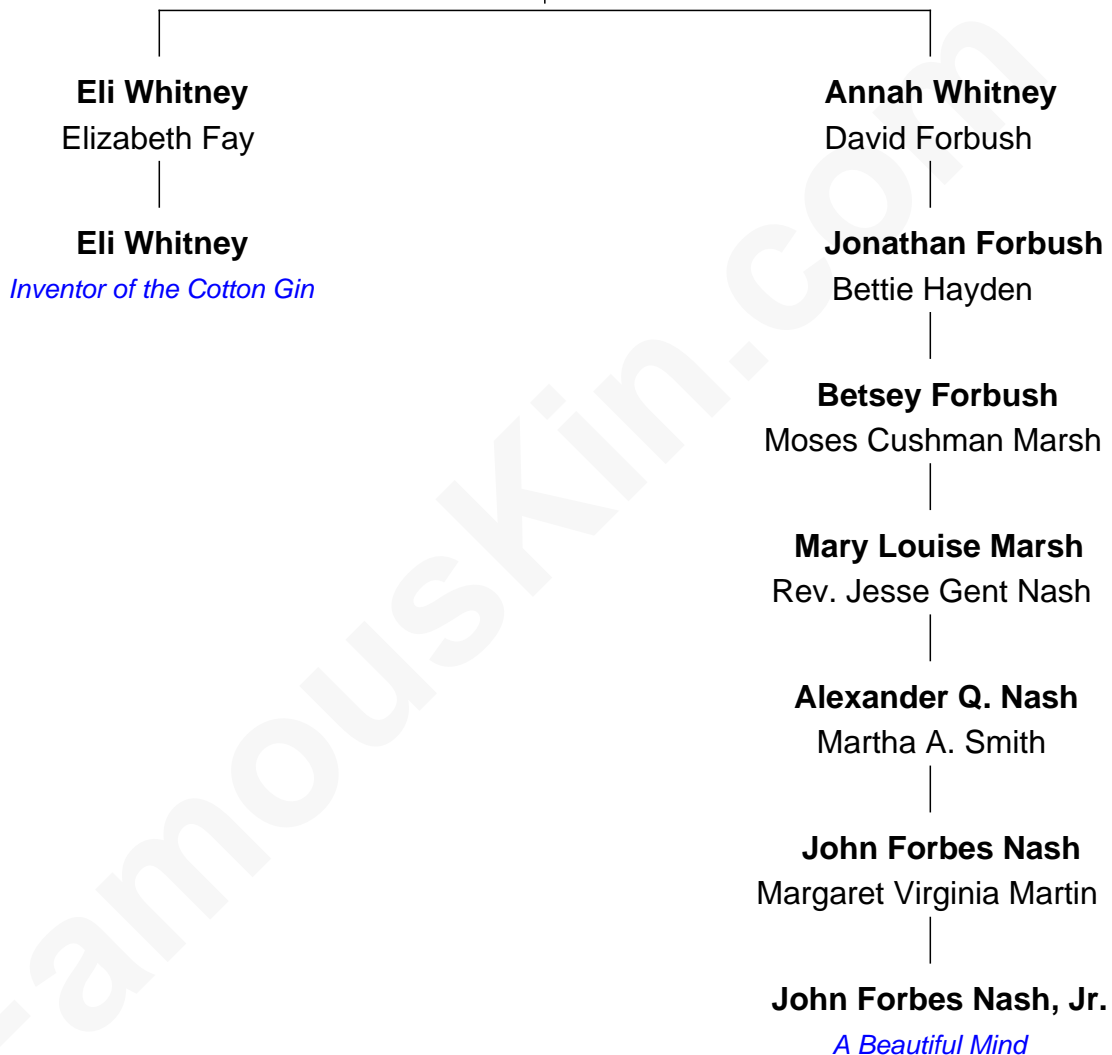 Eli Whitney
Elizabeth Fay
Eli Whitney
Inventor of the Cotton Gin
Annah Whitney
David Forbush
Jonathan Forbush
Bettie Hayden
Betsey Forbush
Moses Cushman Marsh
Mary Louise Marsh
Rev. Jesse Gent Nash
Alexander Q. Nash
Martha A. Smith
John Forbes Nash
Margaret Virginia Martin
John Forbes Nash, Jr.
A Beautiful Mind
FamousKin.com